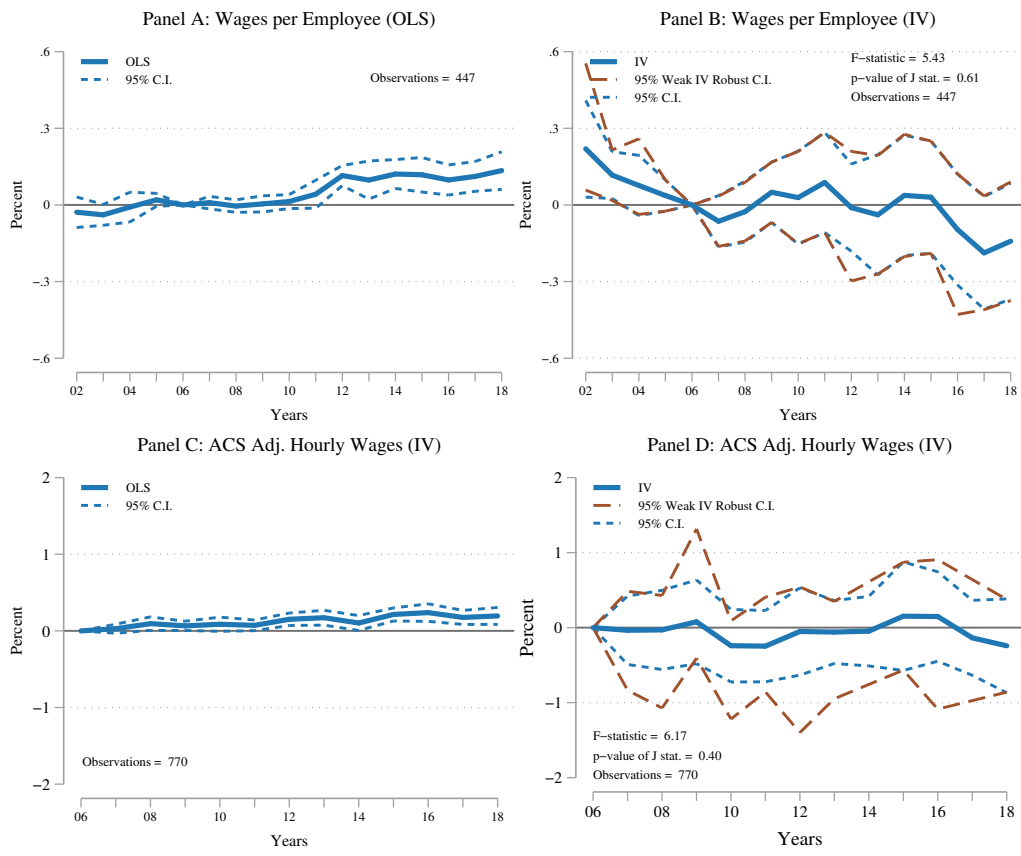 Panel A: Wages per Employee (OLS)
OLS
95% C.I.
Observations = 447
.6
.3
0
−.3
−.6
Percent
02 04 06 08 10 12 14 16 18
Years
Panel B: Wages per Employee (IV)
IV
95% Weak IV Robust C.I.
95% C.I.
F−statistic = 5.43
p−value of J stat. = 0.61
Observations = 447
.6
.3
0
−.3
−.6
Percent
02 04 06 08 10 12 14 16 18
Years
Panel C: ACS Adj. Hourly Wages (IV)
OLS
95% C.I.
2
1
0
−1
−2
Percent
Observations = 770
06 08 10 12 14 16 18
Years
Panel D: ACS Adj. Hourly Wages (IV)
IV
95% Weak IV Robust C.I.
95% C.I.
2
1
0
−1
−2
Percent
F−statistic = 6.17
p−value of J stat. = 0.40
Observations = 770
06 08 10 12 14 16 18
Years